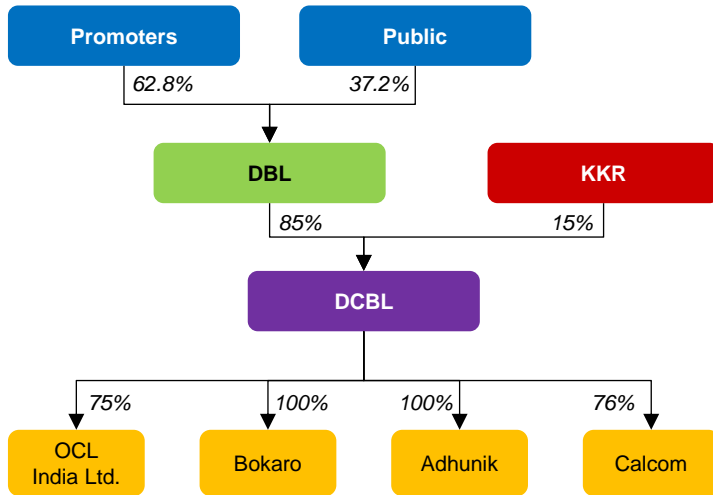 Promoters
Public
62.8%
37.2%
DBL
KKR
85%
15%
DCBL
75%
100%
100%
76%
OCL
India Ltd.
Bokaro
Adhunik
Calcom